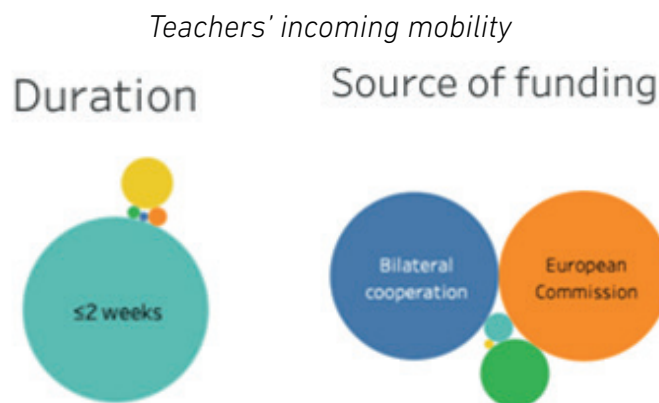 Teachers’ incoming mobility
Duration
Source of funding
≤2 weeks
Bilateral
cooperation
European
Commission